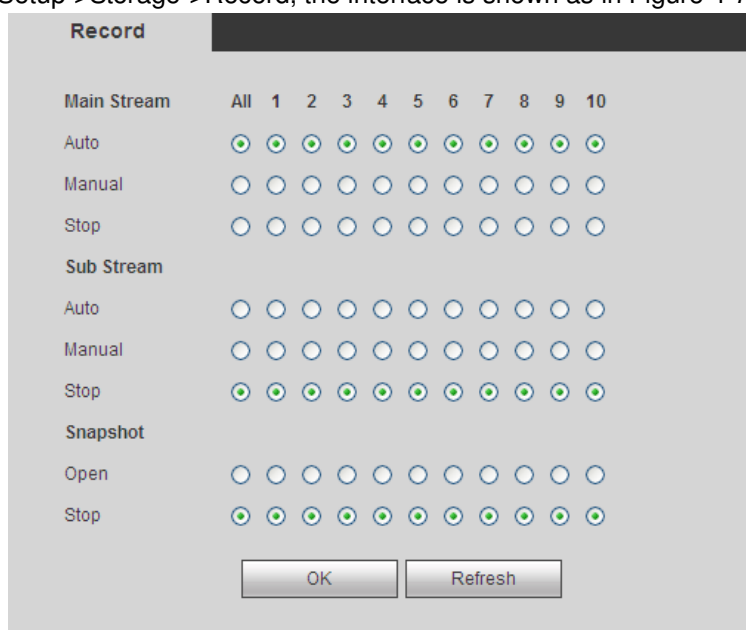 Setup->Storage->Record, the interface is shown as in Figure 4-7
Record
Main Stream All 1 2 3 4 5 6 7 8 9 10
Auto
Manual
Stop
Sub Stream
Auto
Manual
Stop
Snapshot
Open
Stop
OK Refresh